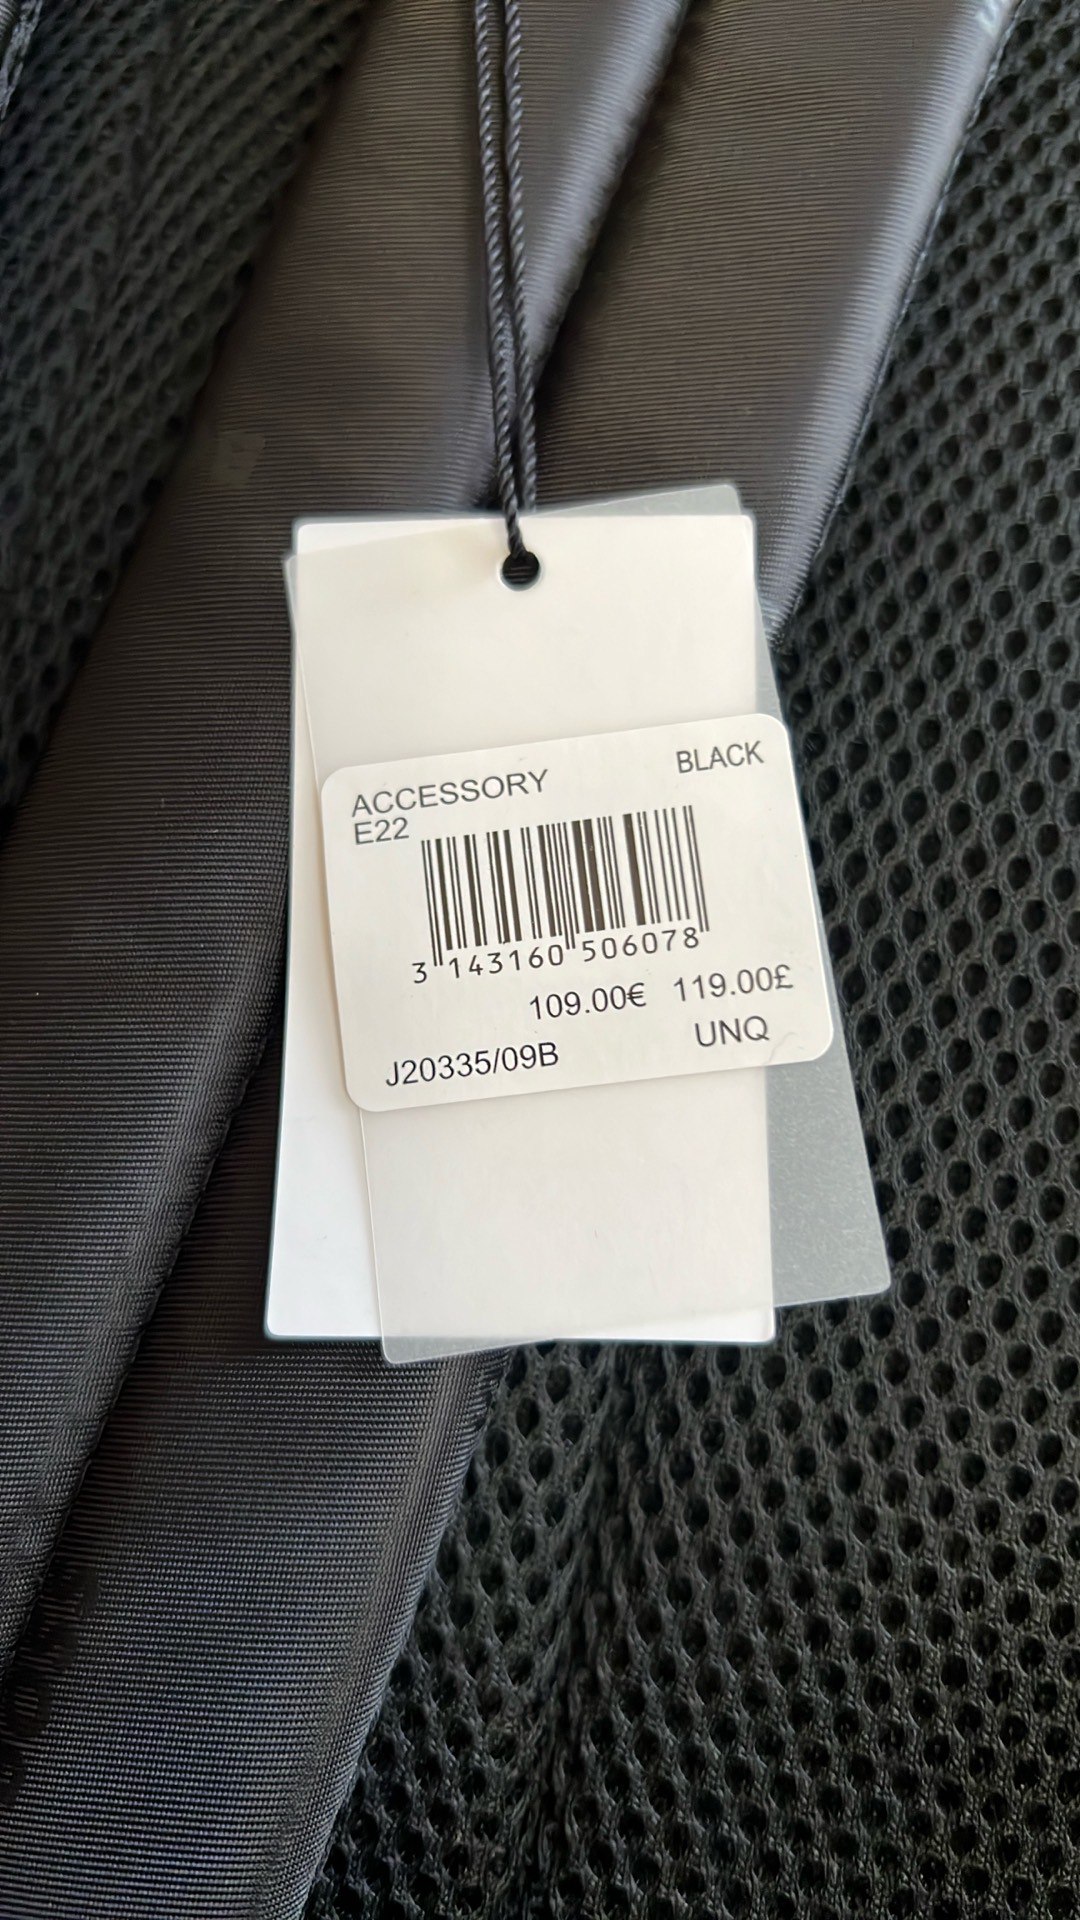 ACCESSORY BLACK
E22
3 143160 506078
109.00€ 119.00£
UNQ
J20335/09B